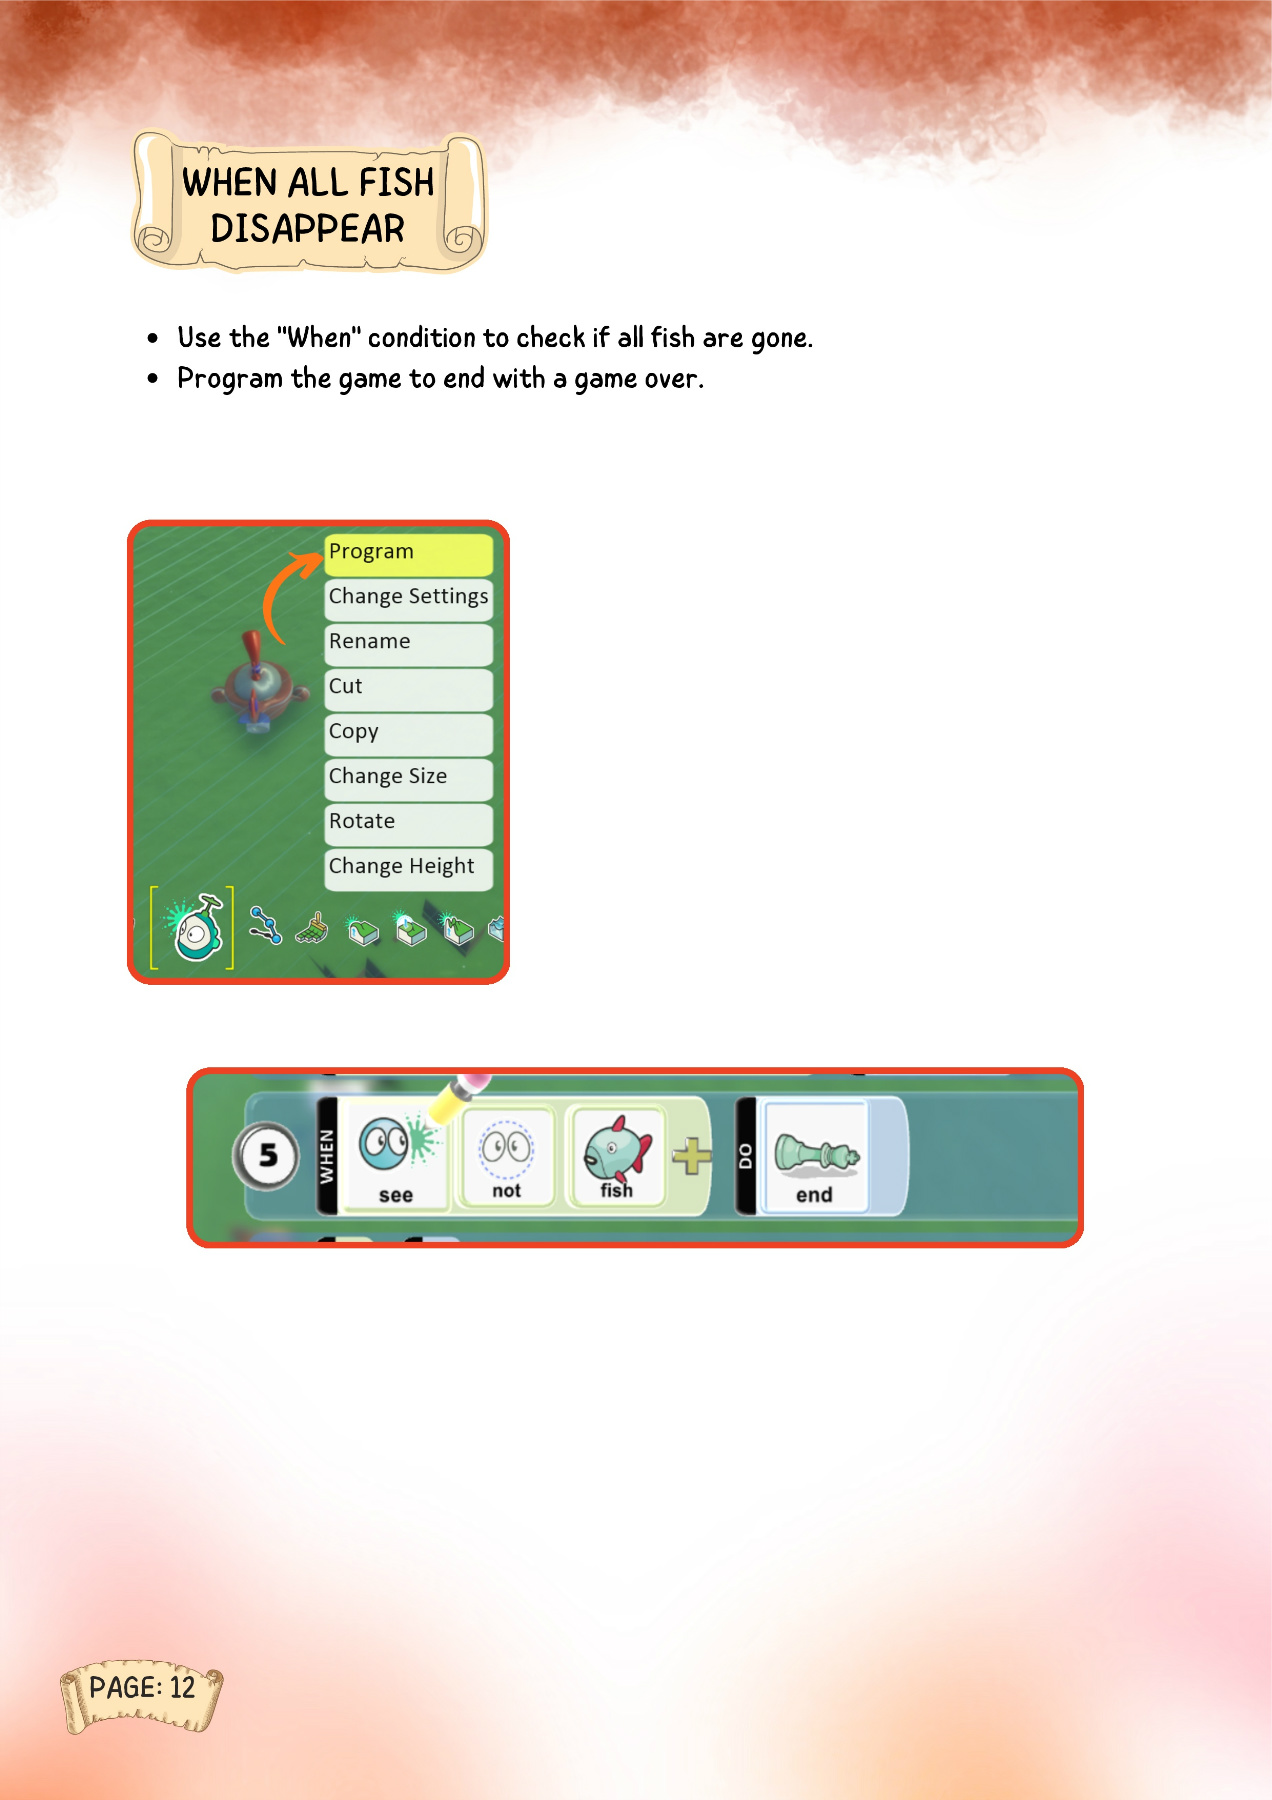 WHEN ALL FISH
DISAPPEAR
• Use the "When" condition to check if all fish are gone.
• Program the game to end with a game over.
Program
Change Settings
Rename
Cut
Copy
Change Size
Rotate
Change Height
5 WHEN see not fish + DO end
PAGE: 12